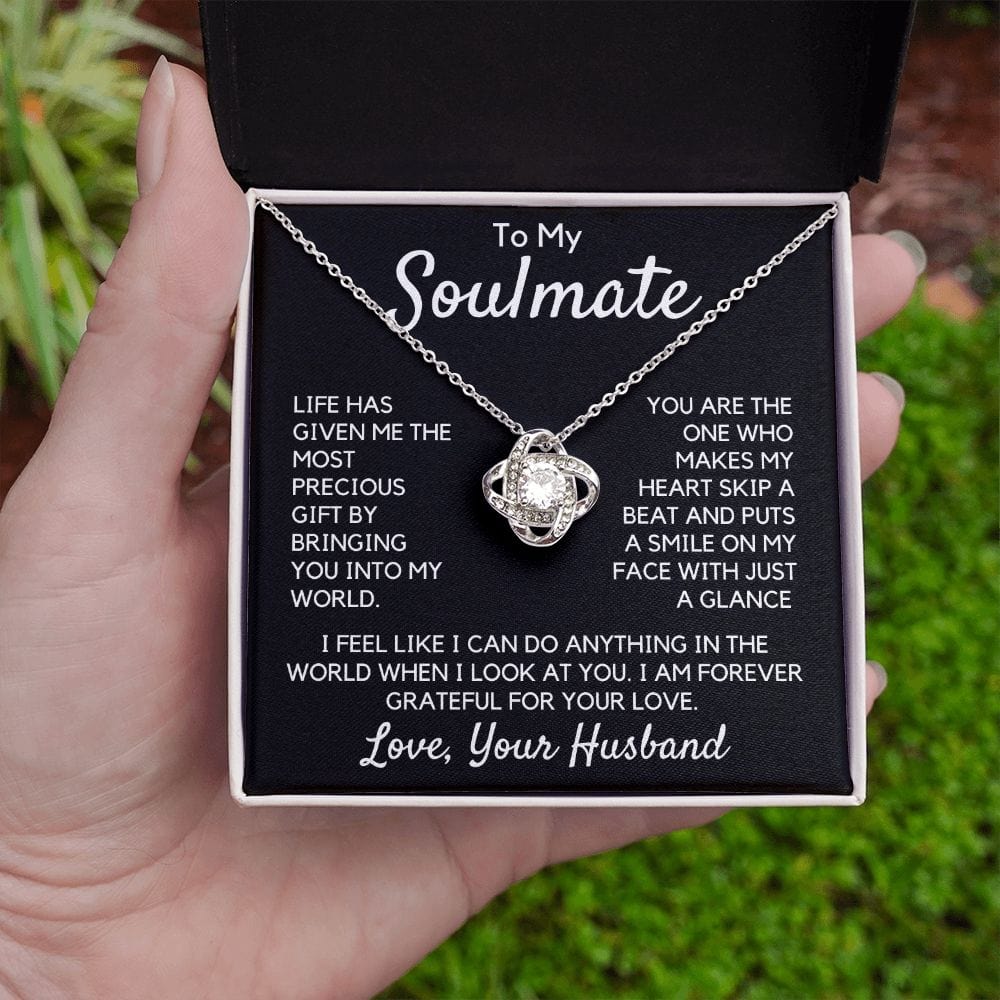 To My
Soulmate
LIFE HAS
GIVEN ME THE
MOST
PRECIOUS
GIFT BY
BRINGING
YOU INTO MY
WORLD.
YOU ARE THE
ONE WHO
MAKES MY
HEART SKIP A
BEAT AND PUTS
A SMILE ON MY
FACE WITH JUST
A GLANCE
I FEEL LIKE I CAN DO ANYTHING IN THE
WORLD WHEN I LOOK AT YOU. I AM FOREVER
GRATEFUL FOR YOUR LOVE.
Love, Your Husband